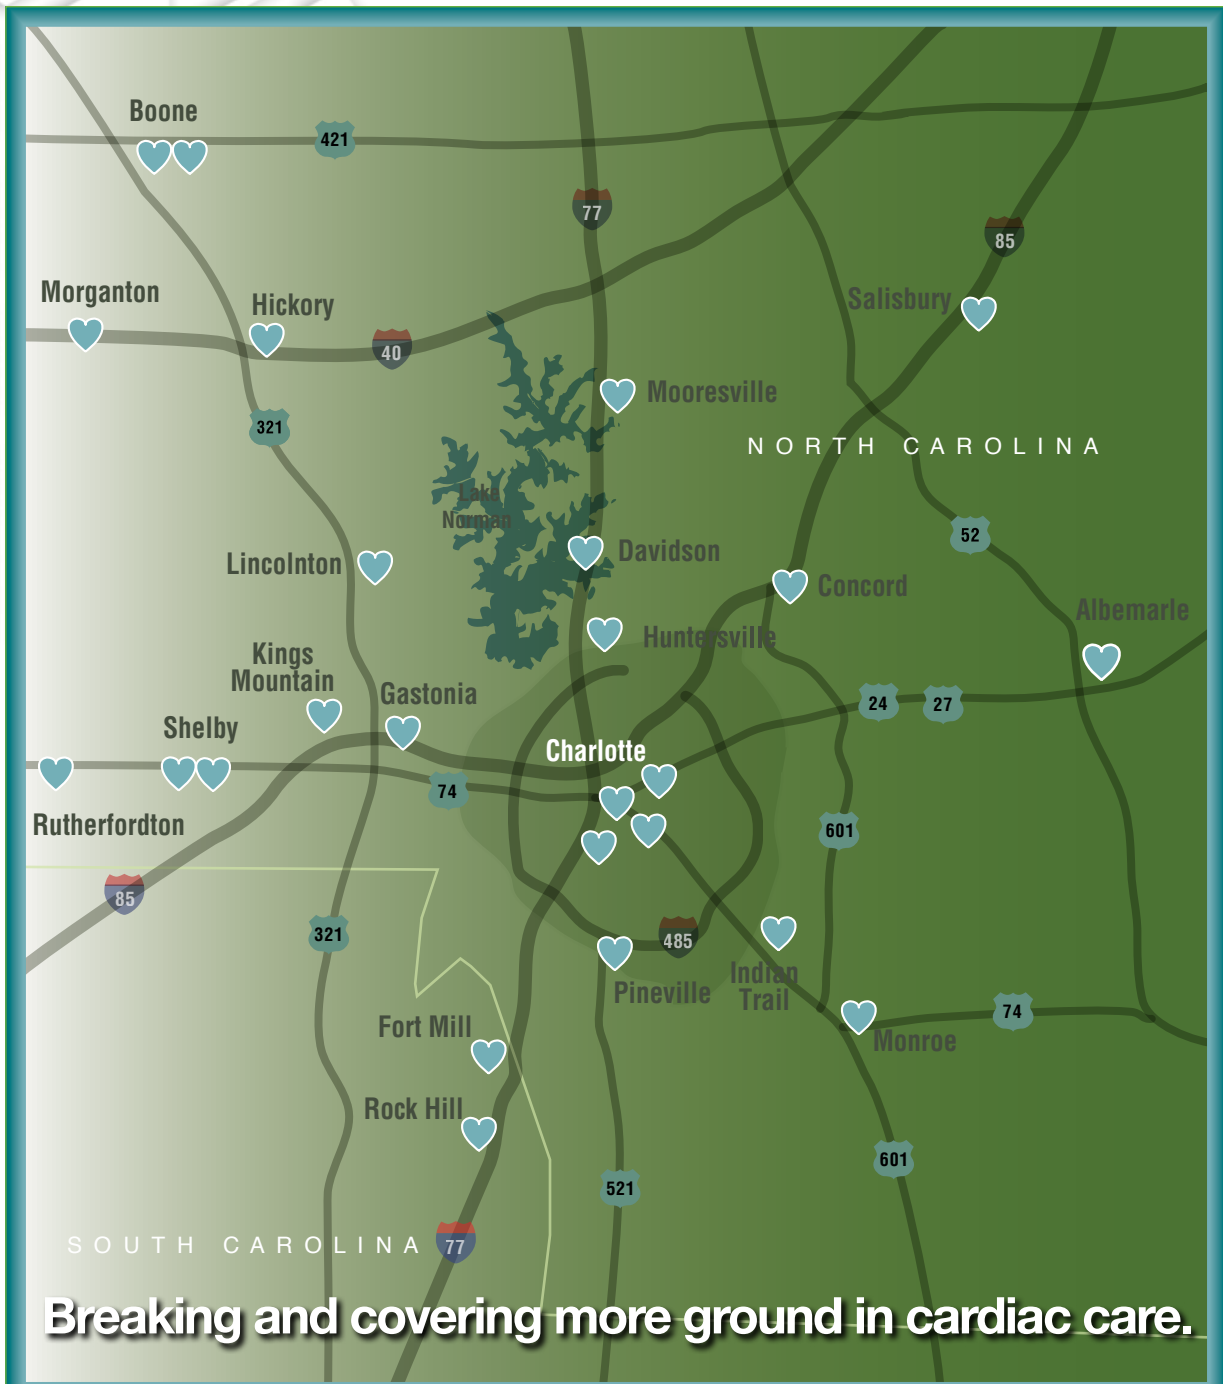 Boone
421
77
85
Morganton
Hickory
Salisbury
40
Mooresville
321
NORTH CAROLINA
Lake
Norman
52
Davidson
Lincolnton
Concord
Albemarle
Huntersville
Kings
Mountain
Gastonia
24
27
Shelby
Charlotte
74
Rutherfordton
601
85
321
485
Indian
Trail
Pineville
74
Fort Mill
Monroe
Rock Hill
601
521
SOUTH CAROLINA
77
Breaking and covering more ground in cardiac care.